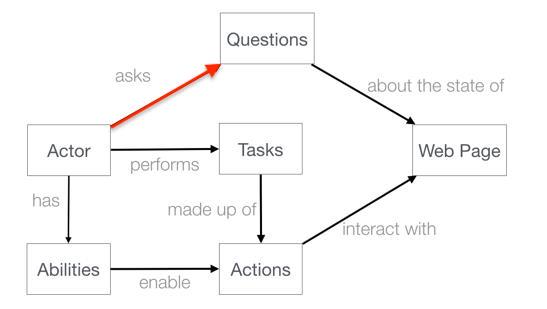 Questions
asks
about the state of
Actor
performs
Tasks
Web Page
has
made up of
interact with
Abilities
enable
Actions